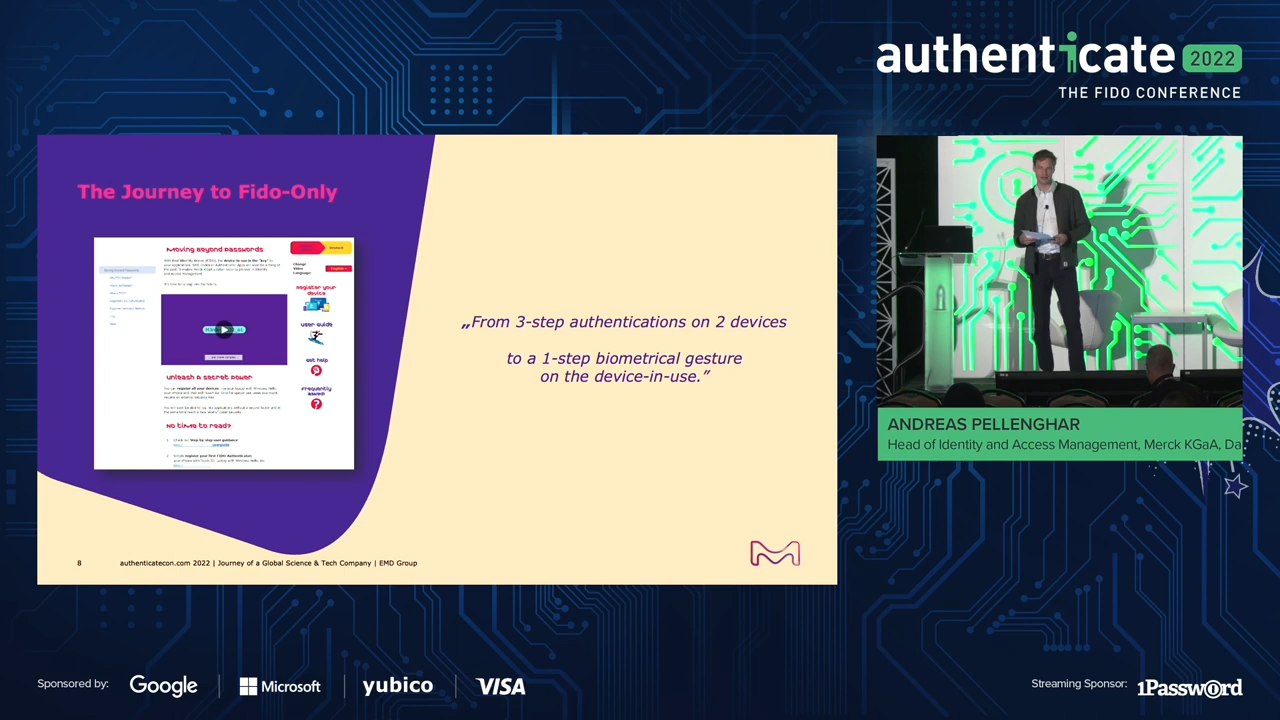 authenticate 2022
THE FIDO CONFERENCE
The Journey to Fido-Only
Moving Beyond Passwords
Register your
device
User Guide
Get help
Frequently
asked!
Unleash a secret power
No time to read?
„From 3-step authentications on 2 devices
to a 1-step biometrical gesture
on the device-in-use.”
8
authenticatecon.com 2022 | Journey of a Global Science & Tech Company | EMD Group
ANDREAS PELLENGHAR
Head of Identity and Access Management, Merck KGaA, Da
Sponsored by:
Google
Microsoft
yubico
VISA
Streaming Sponsor:
1Password